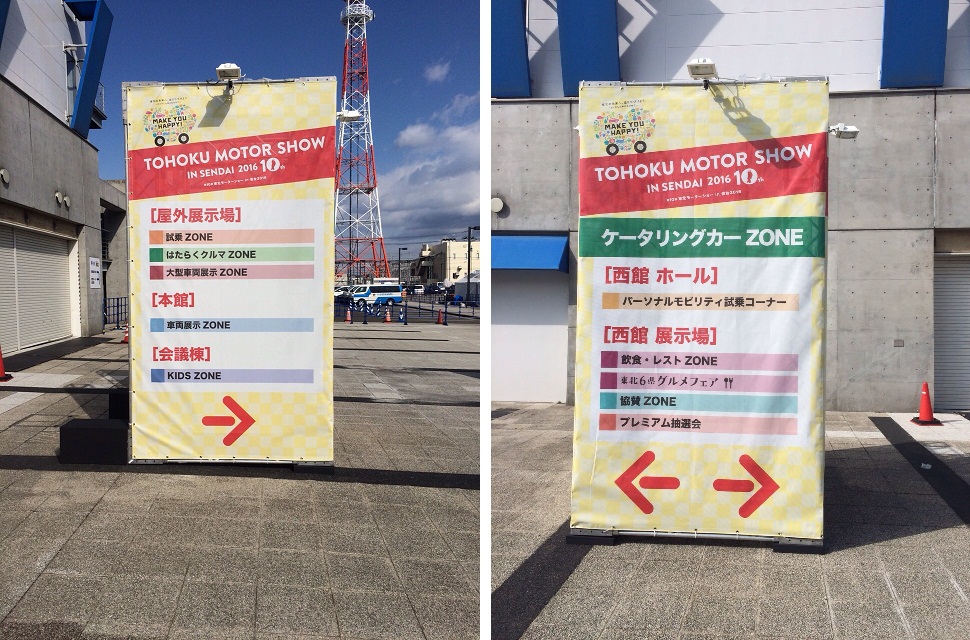 MAKE YOU
HAPPY!
TOHOKU MOTOR SHOW
IN SENDAI 2016 10th
[屋外展示場]
試乗 ZONE
はたらくクルマ ZONE
大型車両展示 ZONE
[本館]
車両展示 ZONE
[会議棟]
KIDS ZONE
MAKE YOU
HAPPY!
TOHOKU MOTOR SHOW
IN SENDAI 2016 10th
ケータリングカー ZONE
[西館 ホール]
パーソナルモビリティ試乗コーナー
[西館 展示場]
飲食・レスト ZONE
東北6県グルメフェア
協賛 ZONE
プレミアム抽選会